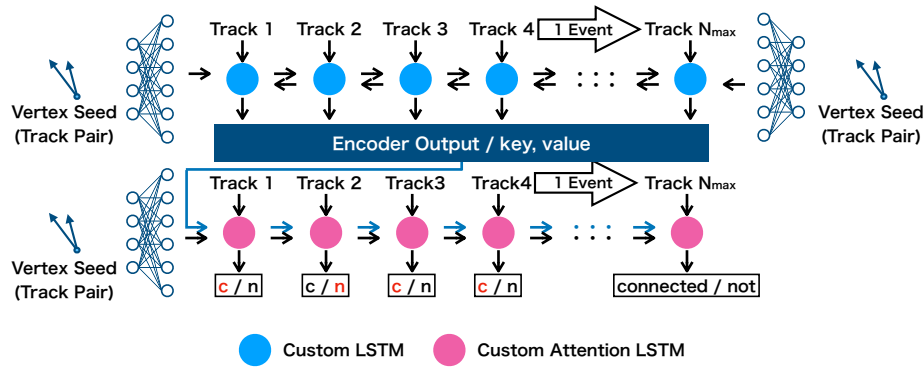 Track 1 Track 2 Track 3 Track 4 1 Event Track Nmax
Vertex Seed
(Track Pair)
Vertex Seed
(Track Pair)
Encoder Output / key, value
Track 1 Track 2 Track3 Track4 1 Event Track Nmax
Vertex Seed
(Track Pair)
c / n c / n c / n c / n connected / not
Custom LSTM Custom Attention LSTM